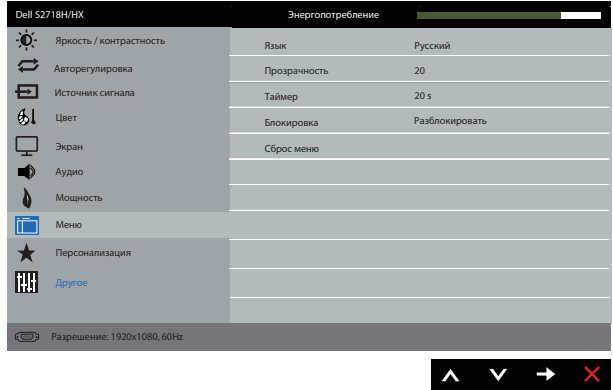 Dell S2718H/HX Энергопотребление
Яркость / контрастность
Авторегулировка
Источник сигнала
Цвет
Экран
Аудио
Мощность
Меню
Персонализация
Другое
Язык Русский
Прозрачность 20
Таймер 20 s
Блокировка Разблокировать
Сброс меню
Разрешение: 1920x1080, 60Hz